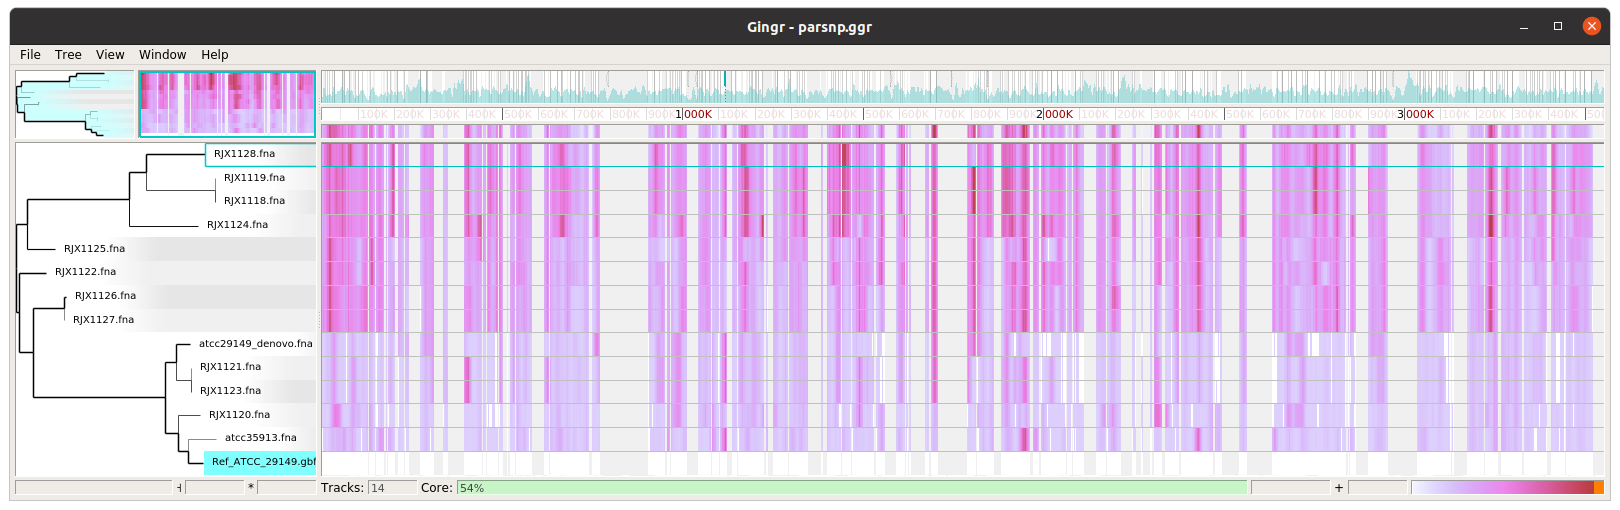 Gingr - parsnp.ggr
File Tree View Window Help
100K 200K 300K 400K 500K 600K 700K 800K 900K 1000K 100K 200K 300K 400K 500K 600K 700K 800K 900K 2000K 100K 200K 300K 400K 500K 600K 700K 800K 900K 3000K 100K 200K 300K 400K
RJX1128.fna
RJX1119.fna
RJX1118.fna
RJX1124.fna
RJX1125.fna
RJX1122.fna
RJX1126.fna
RJX1127.fna
atcc29149_denovo.fna
RJX1121.fna
RJX1123.fna
RJX1120.fna
atcc35913.fna
Ref_ATCC_29149.gbf
* Tracks: 14 Core: 54% +